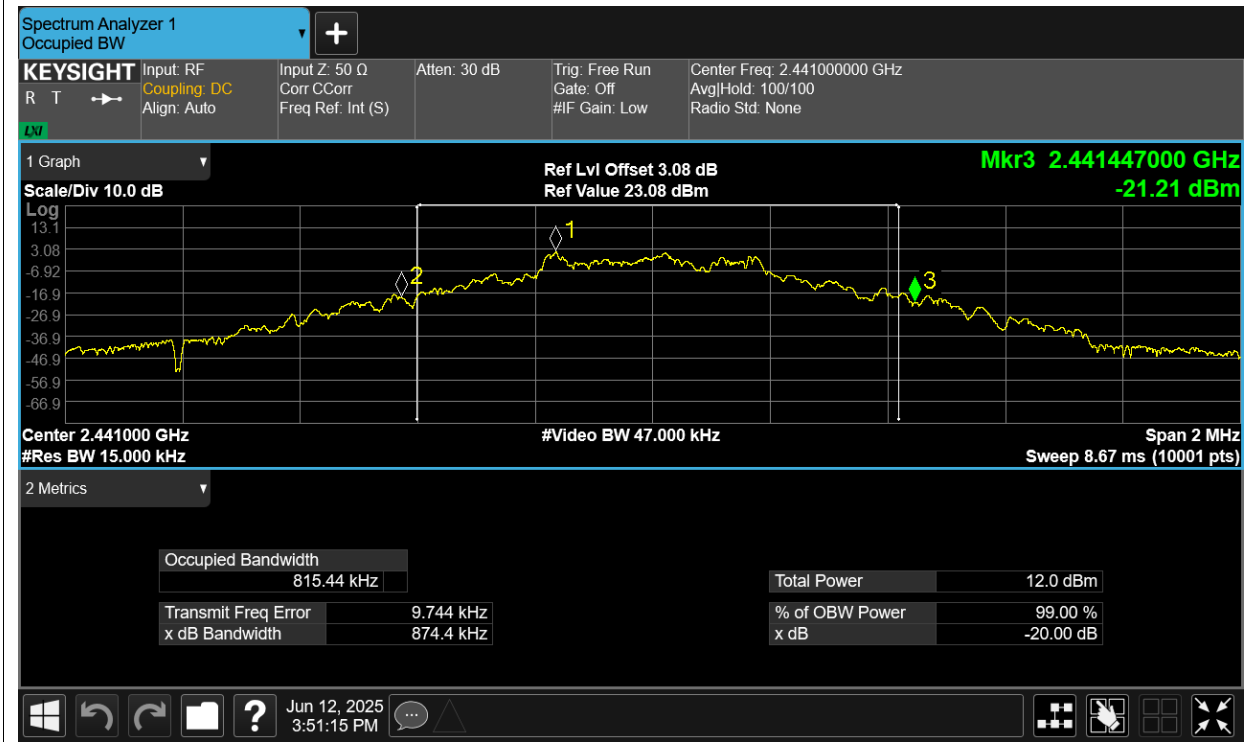 Spectrum Analyzer 1
Occupied BW
KEYSIGHT
R T
LXI
Input: RF
Coupling: DC
Align: Auto
Input Z: 50 Ω
Corr CCorr
Freq Ref: Int (S)
Atten: 30 dB
Trig: Free Run
Gate: Off
#IF Gain: Low
Center Freq: 2.441000000 GHz
Avg|Hold: 100/100
Radio Std: None
1 Graph
Scale/Div 10.0 dB
Ref Lvl Offset 3.08 dB
Ref Value 23.08 dBm
Mkr3 2.441447000 GHz
-21.21 dBm
Log
13.1
3.08
-6.92
-16.9
-26.9
-36.9
-46.9
-56.9
-66.9
1
2
3
Center 2.441000 GHz
#Res BW 15.000 kHz
#Video BW 47.000 kHz
Span 2 MHz
Sweep 8.67 ms (10001 pts)
2 Metrics
Occupied Bandwidth
815.44 kHz
Transmit Freq Error 9.744 kHz
x dB Bandwidth 874.4 kHz
Total Power 12.0 dBm
% of OBW Power 99.00 %
x dB -20.00 dB
?
Jun 12, 2025
3:51:15 PM